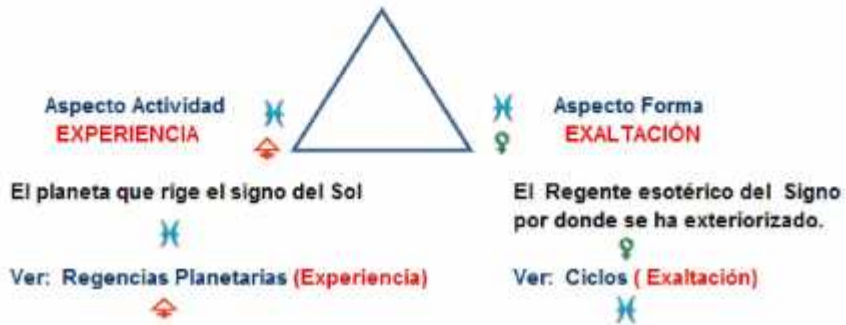 Aspecto Actividad ♓
EXPERIENCIA
♓ Aspecto Forma
♀ EXALTACIÓN
El planeta que rige el signo del Sol
♓
Ver: Regencias Planetarias (Experiencia)
El Regente esotérico del Signo
por donde se ha exteriorizado.
♀
Ver: Ciclos ( Exaltación)
♓